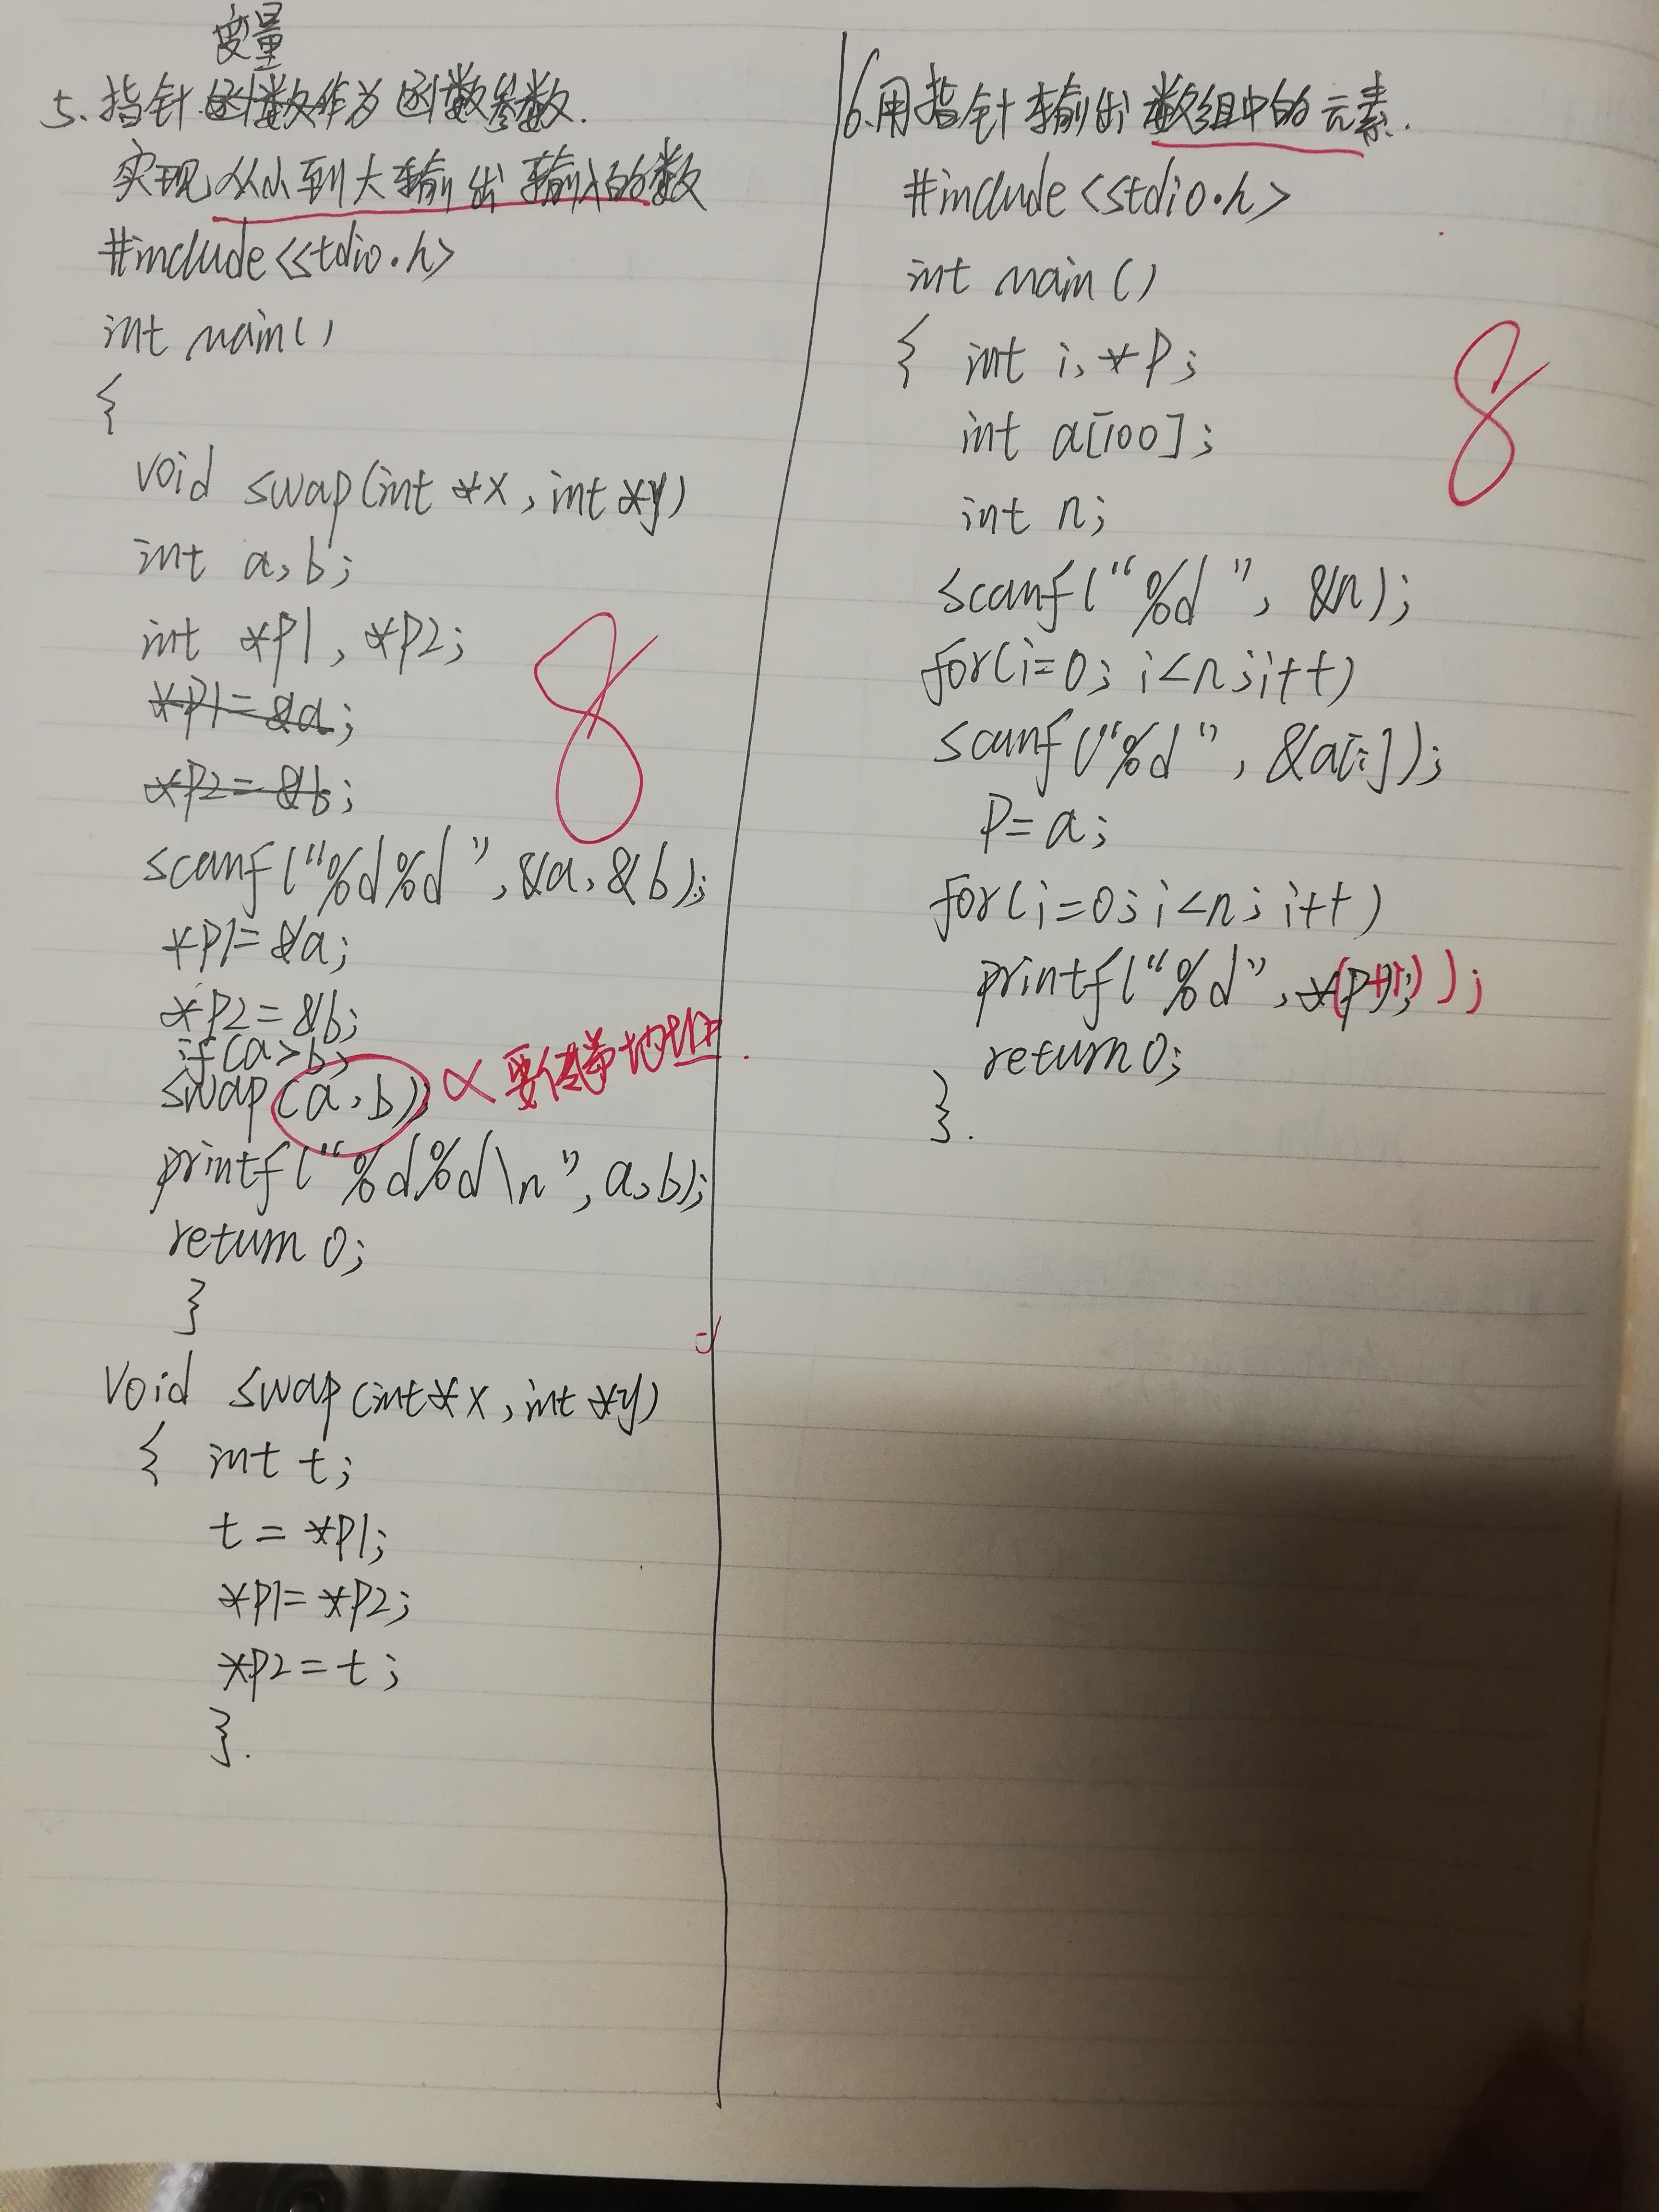 变量
5.指针函数作为函数参数.
实现从小到大输出输入的数
#include<stdio.h>
int main()
{
void swap(int *x,int *y)
int a,b;
int *p1,*p2;
*p1=&a;
*p2=&b;
scanf("%d%d",&a,&b);
*p1=&a;
*p2=&b;
if(a>b)
swap(a,b);
要传地址.
printf("%d%d\n",a,b);
return 0;
}
void swap(int*x,int *y)
{ int t;
t=*p1;
*p1=*p2;
*p2=t;
}.
8
6.用指针输出数组中的元素.
#include<stdio.h>
int main()
{ int i,*p;
int a[100];
int n;
scanf("%d",&n);
for(i=0;i<n;i++)
scanf("%d",&a[i]);
p=a;
for(i=0;i<n;i++)
printf("%d",*(p+i));
return 0;
}.
8